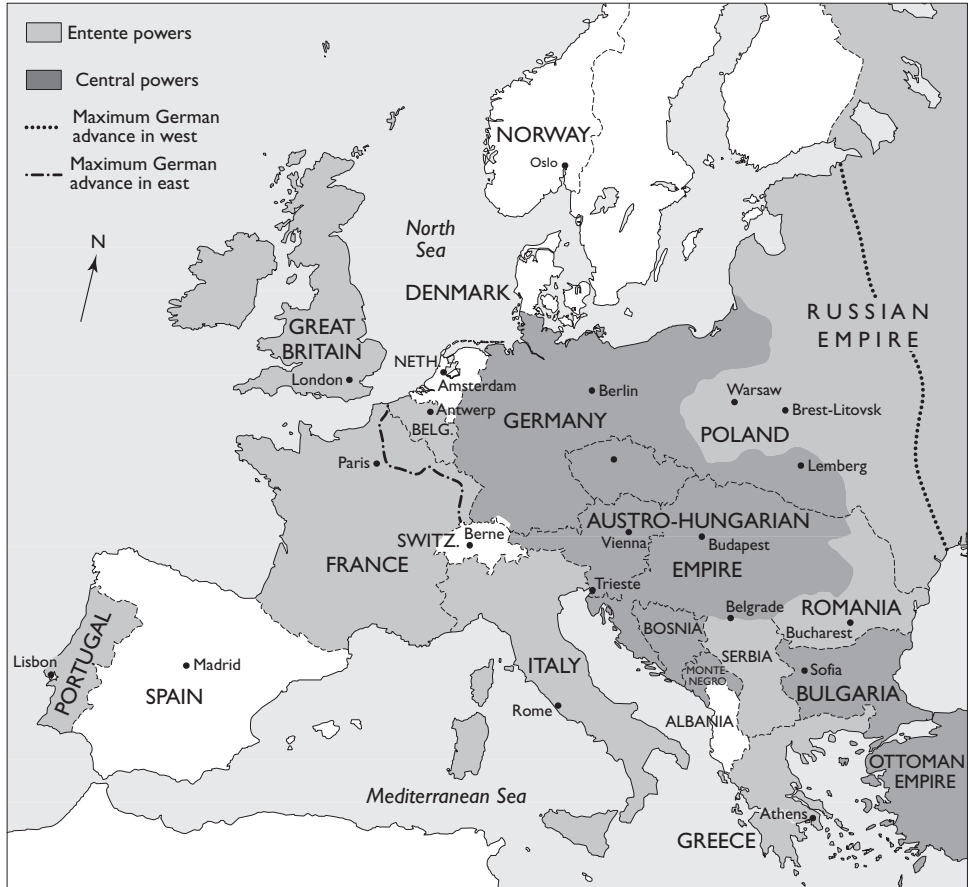 Entente powers
Central powers
Maximum German
advance in west
Maximum German
advance in east
N
NORWAY
Oslo
North
Sea
DENMARK
RUSSIAN
EMPIRE
GREAT
BRITAIN
London
NETH.
Amsterdam
Antwerp
BELG.
Berlin
GERMANY
Warsaw
Brest-Litovsk
POLAND
Lemberg
Paris
FRANCE
SWITZ.
Berne
AUSTRO-HUNGARIAN
EMPIRE
Vienna
Budapest
Trieste
Belgrade
BOSNIA
ROMANIA
Bucharest
SERBIA
MONTE-
NEGRO
Sofia
BULGARIA
Lisbon
PORTUGAL
Madrid
SPAIN
ITALY
Rome
ALBANIA
OTTOMAN
EMPIRE
Mediterranean Sea
Athens
GREECE